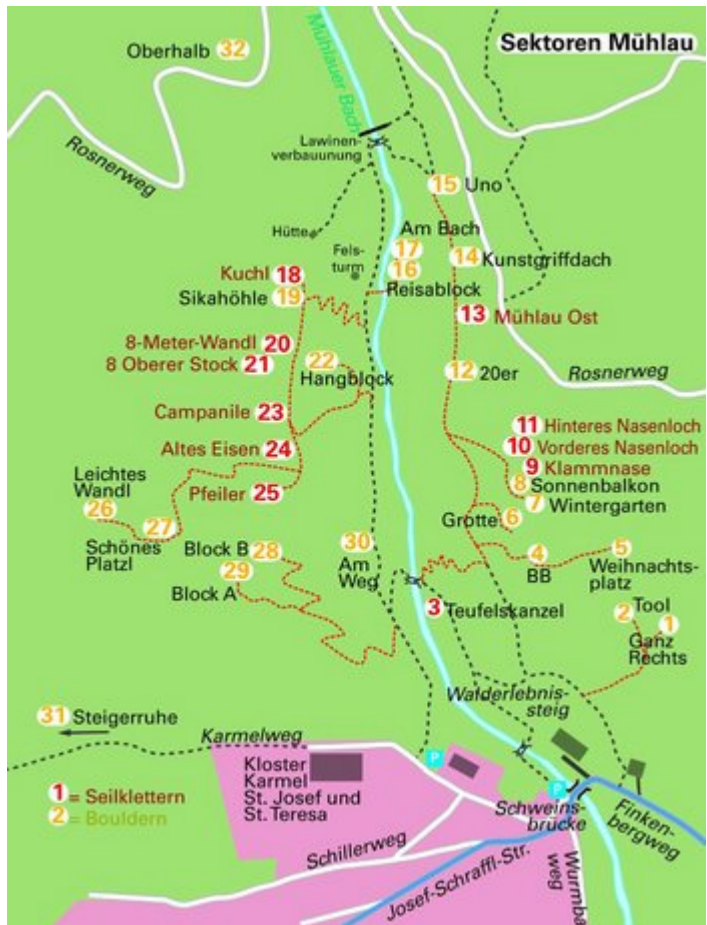 Sektoren Mühlau
Oberhalb 32
Mühlauer Bach
Rosnerweg
Lawinen-
verbauunung
15 Uno
Hütte
Am Bach
17
Fels-
turm
16
14 Kunstgriffdach
Kuchl 18
Reisablock
Sikahöhle 19
13 Mühlau Ost
8-Meter-Wandl 20
8 Oberer Stock 21
22
Hangblock
12 20er
Rosnerweg
Campanile 23
11 Hinteres Nasenloch
10 Vorderes Nasenloch
Altes Eisen 24
9 Klammnase
Leichtes
Wandl
26
Pfeiler 25
8 Sonnenbalkon
7 Wintergarten
Grotte 6
27
Schönes
Platzl
Block B 28
30
Am
Weg
4
BB
5
Weihnachts-
platz
29
Block A
3 Teufelskanzel
2 Tool
1
Ganz
Rechts
Walderlebnis-
steig
31 Steigerruhe
Karmelweg
P
Kloster
Karmel
St. Josef und
St. Teresa
1 = Seilklettern
2 = Bouldern
P
Schweins-
brücke
Finken-
bergweg
Schillerweg
Josef-Schraffl-Str.
Wurmba
weg